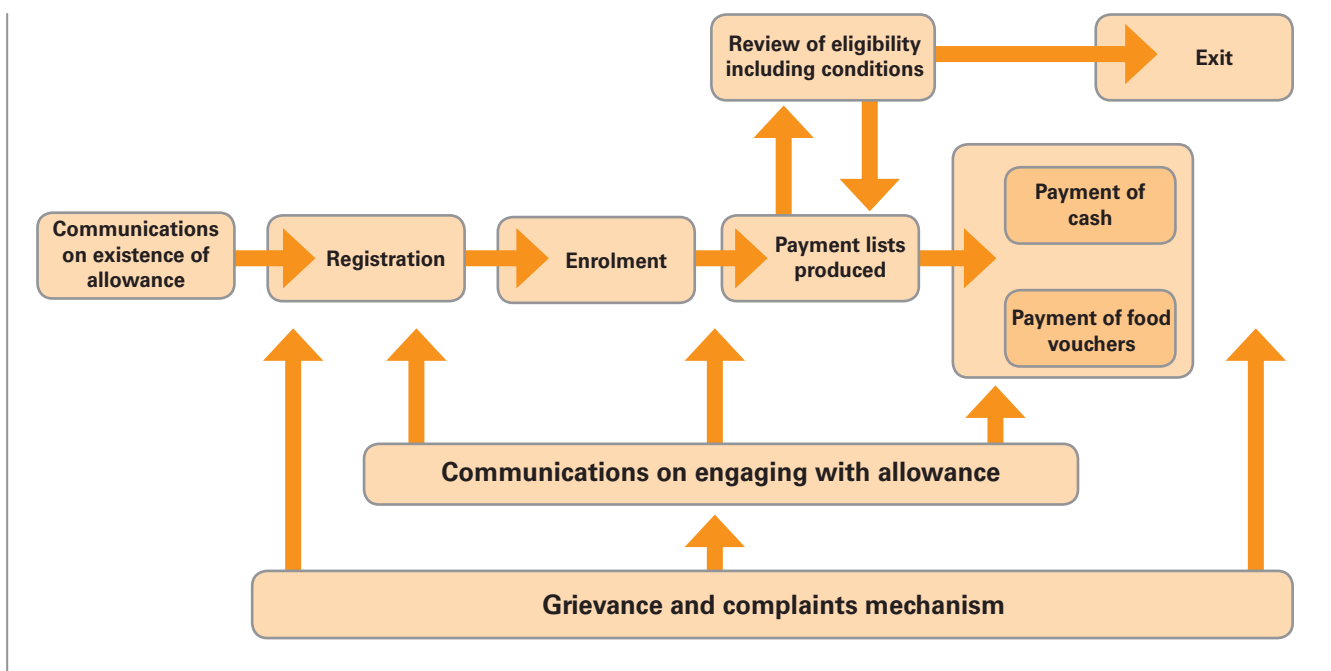 Review of eligibility
including conditions
Exit
Communications
on existence of
allowance
Registration
Enrolment
Payment lists
produced
Payment of
cash
Payment of food
vouchers
Communications on engaging with allowance
Grievance and complaints mechanism